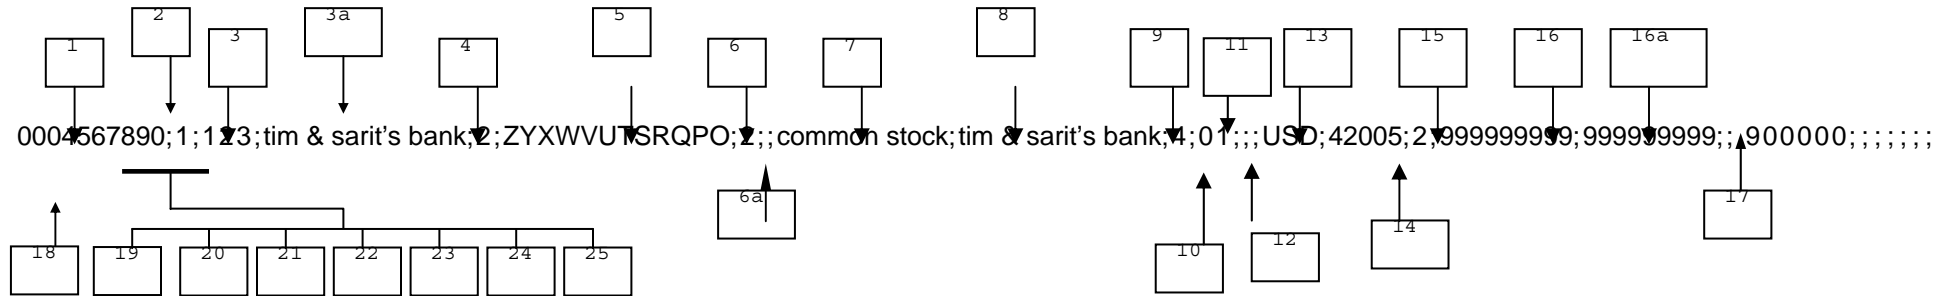 2 3a 5 8
1 3 4 6 7 9 11 13 15 16 16a
0004567890;1;123;tim & sarit's bank;2;ZYXWVUTSRQPO;2;;common stock;tim & sarit's bank;4;01;;;USD;42005;2;999999999;999999999;;;900000;;;;;;;
6a 17
14
12
10
18 19 20 21 22 23 24 25